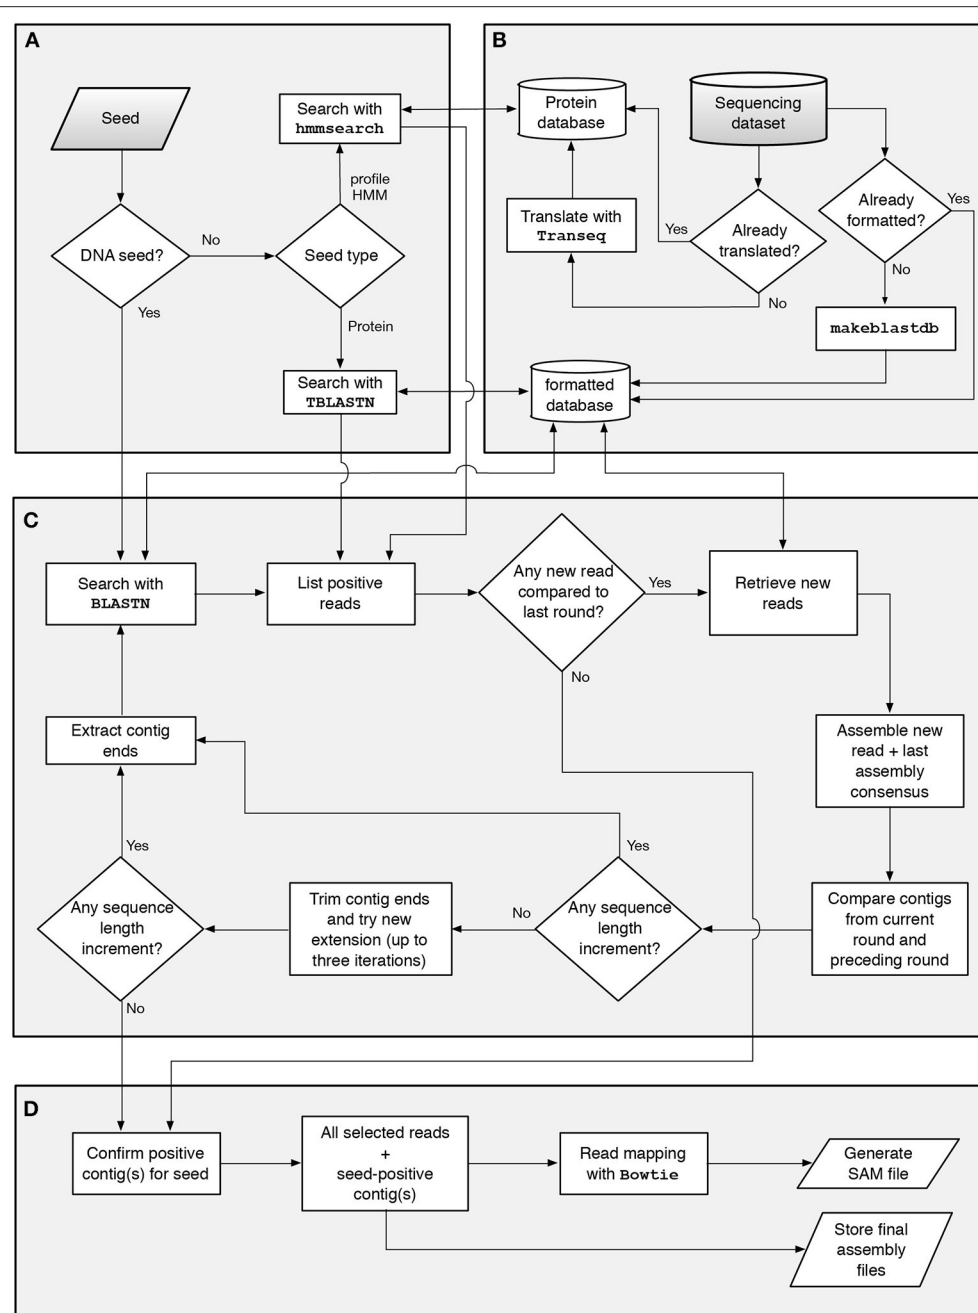 A
Seed
Search with
hmmsearch
profile
HMM
DNA seed?
No
Seed type
Yes
Protein
Search with
TBLASTN
B
Protein
database
Sequencing
dataset
Translate with
Transeq
Yes
Already
translated?
No
Already
formatted?
Yes
No
makeblastdb
formatted
database
C
Search with
BLASTN
List positive
reads
Any new read
compared to
last round?
Yes
No
Retrieve new
reads
Extract contig
ends
Assemble new
read + last
assembly
consensus
Yes
Any sequence
length
increment?
No
Trim contig ends
and try new
extension (up to
three iterations)
No
Yes
Any sequence
length
increment?
Compare contigs
from current
round and
preceding round
D
Confirm positive
contig(s) for seed
All selected reads
+
seed-positive
contig(s)
Read mapping
with Bowtie
Generate
SAM file
Store final
assembly
files